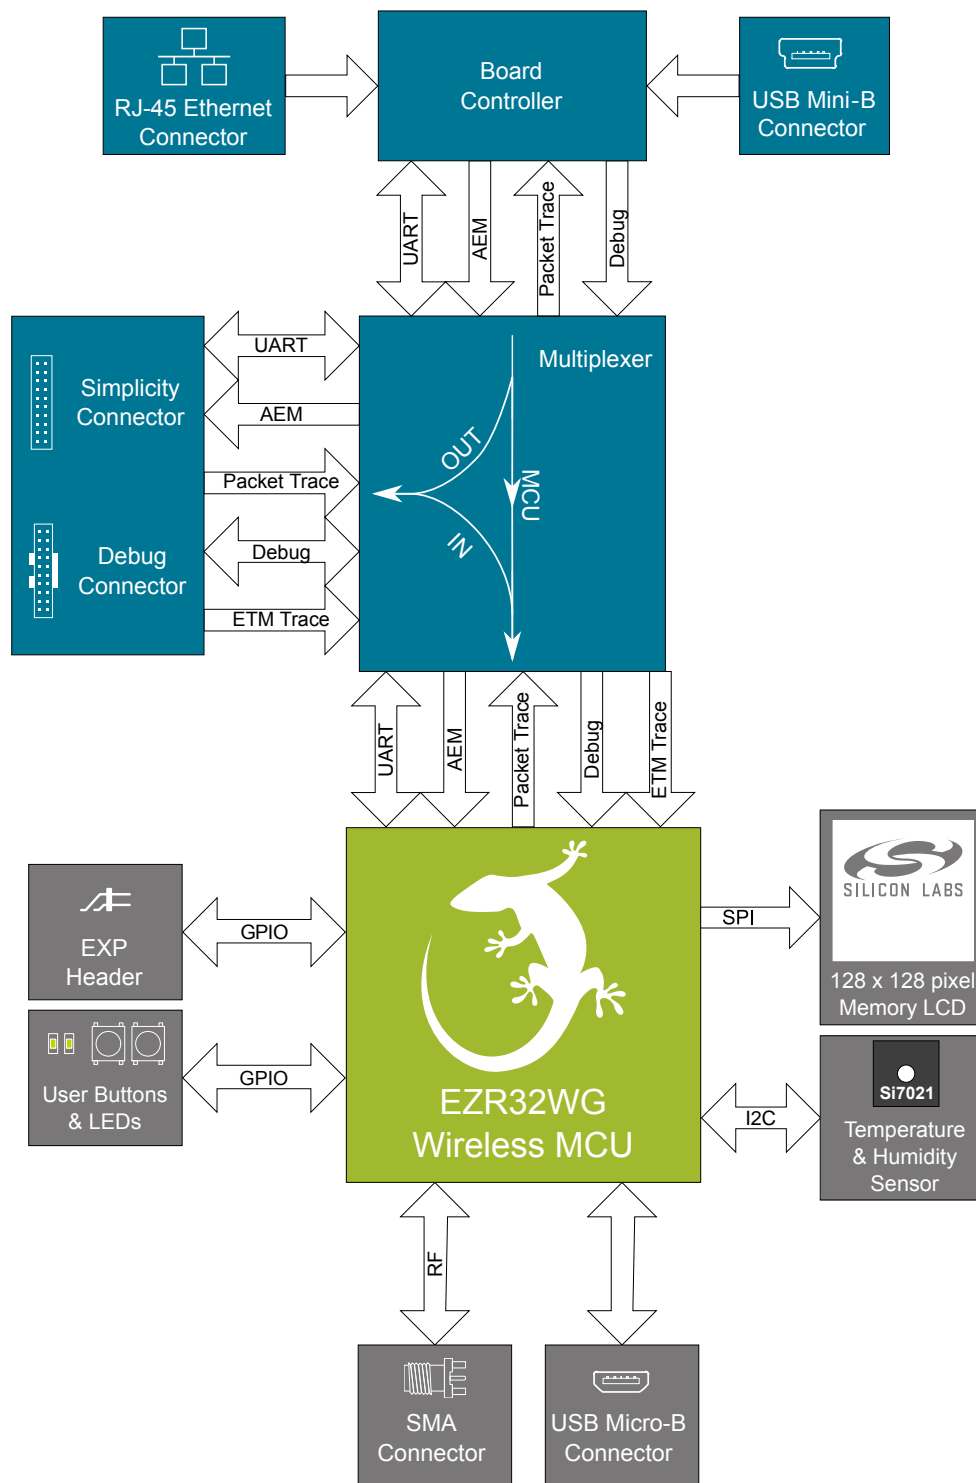 RJ-45 Ethernet
Connector
Board
Controller
USB Mini-B
Connector
UART
AEM
Packet Trace
Debug
Simplicity
Connector
Debug
Connector
UART
AEM
Packet Trace
Debug
ETM Trace
Multiplexer
OUT
MCU
IN
UART
AEM
Packet Trace
Debug
ETM Trace
EXP
Header
GPIO
User Buttons
& LEDs
GPIO
EZR32WG
Wireless MCU
SPI
SILICON LABS
128 x 128 pixel
Memory LCD
I2C
Si7021
Temperature
& Humidity
Sensor
RF
SMA
Connector
USB Micro-B
Connector